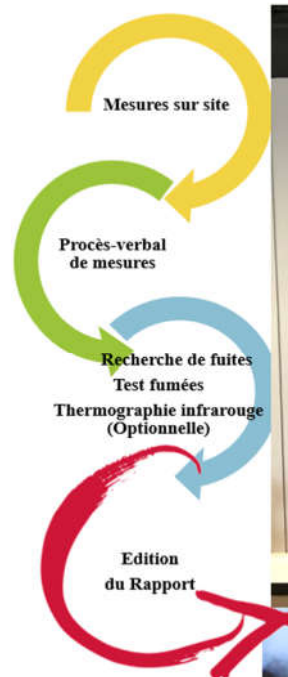 Mesures sur site
Procès-verbal
de mesures
Recherche de fuites
Test fumées
Thermographie infrarouge
(Optionnelle)
Edition
du Rapport